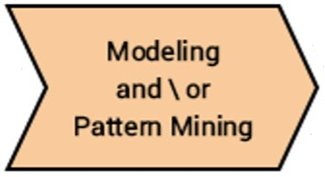 Modeling
and \ or
Pattern Mining